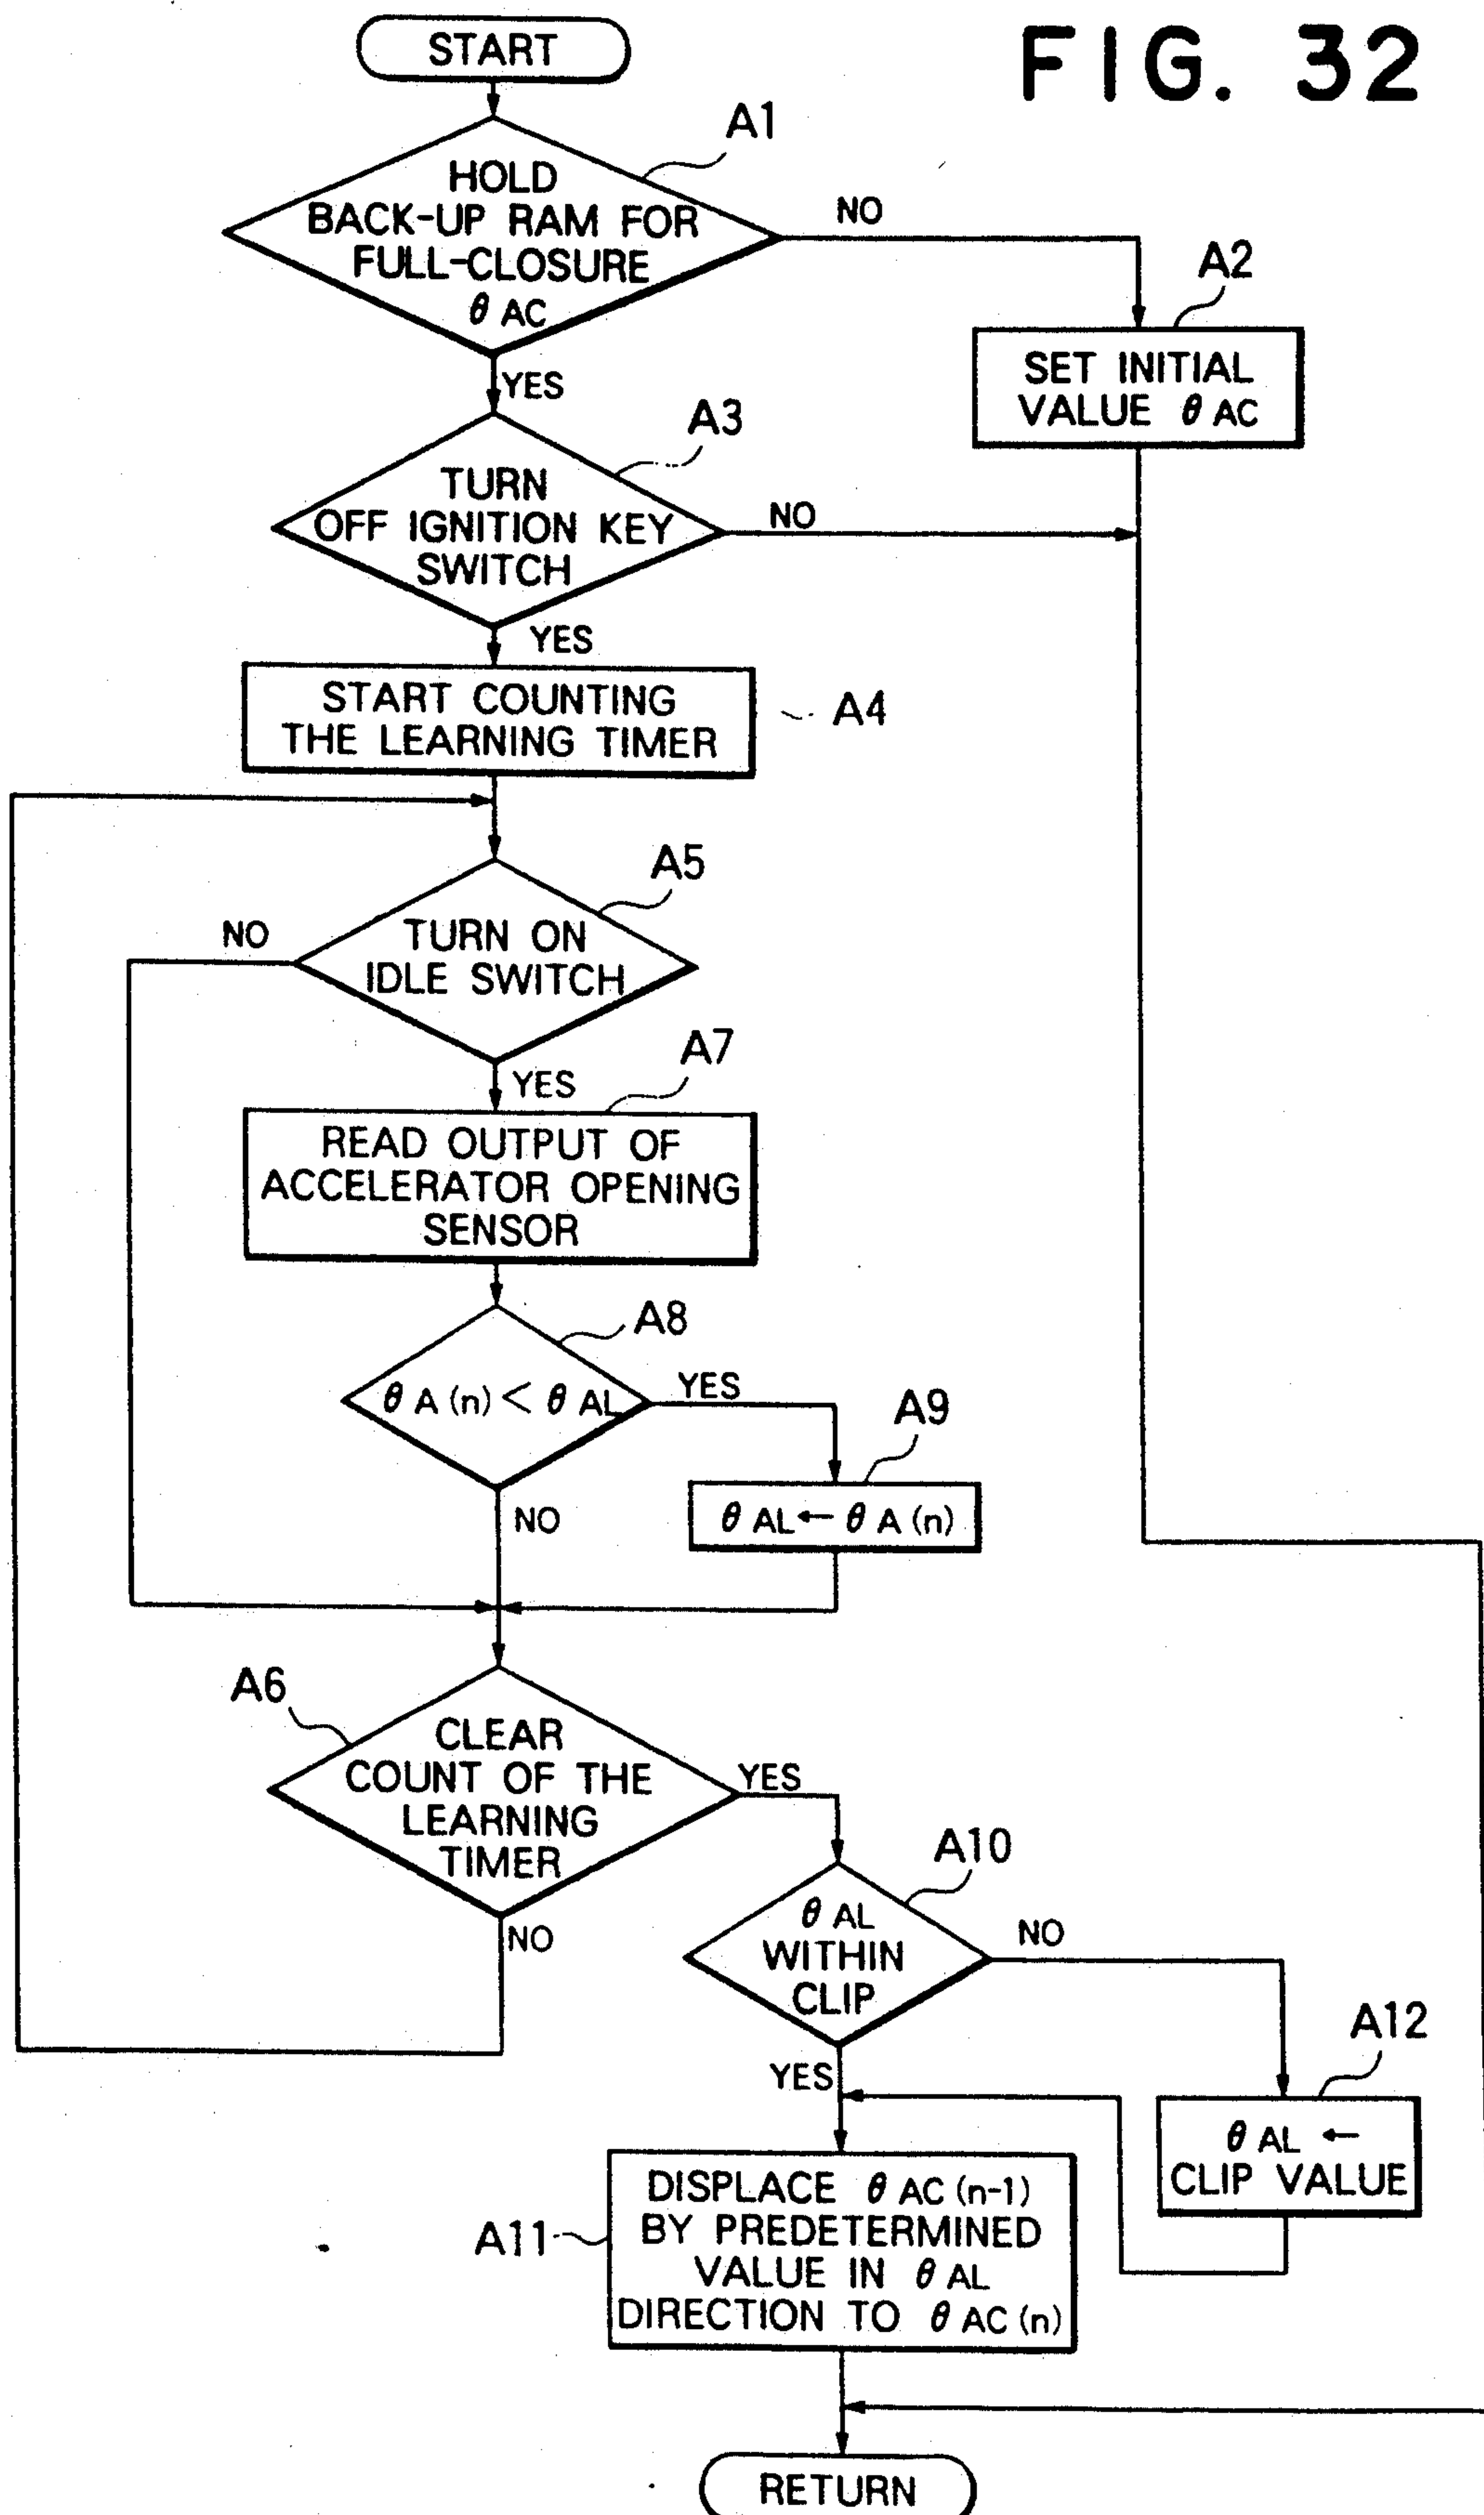 FIG. 32
START
A1
HOLD
BACK-UP RAM FOR
FULL-CLOSURE
θ AC
NO
A2
SET INITIAL
VALUE θ AC
YES
A3
TURN
OFF IGNITION KEY
SWITCH
NO
YES
START COUNTING
THE LEARNING TIMER
A4
A5
NO
TURN ON
IDLE SWITCH
A7
YES
READ OUTPUT OF
ACCELERATOR OPENING
SENSOR
A8
θ A (n) < θ AL
YES
A9
θ AL ← θ A (n)
NO
A6
CLEAR
COUNT OF THE
LEARNING
TIMER
YES
NO
A10
θ AL
WITHIN
CLIP
NO
A12
YES
θ AL ←
CLIP VALUE
A11
DISPLACE θ AC (n-1)
BY PREDETERMINED
VALUE IN θ AL
DIRECTION TO θ AC (n)
RETURN